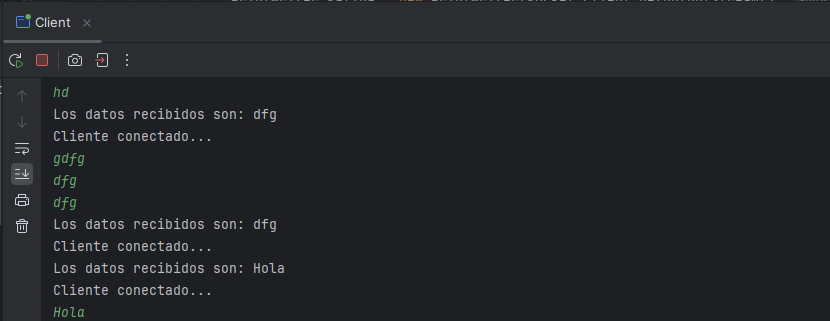 Client
hd
Los datos recibidos son: dfg
Cliente conectado...
gdfg
dfg
dfg
Los datos recibidos son: dfg
Cliente conectado...
Los datos recibidos son: Hola
Cliente conectado...
Hola